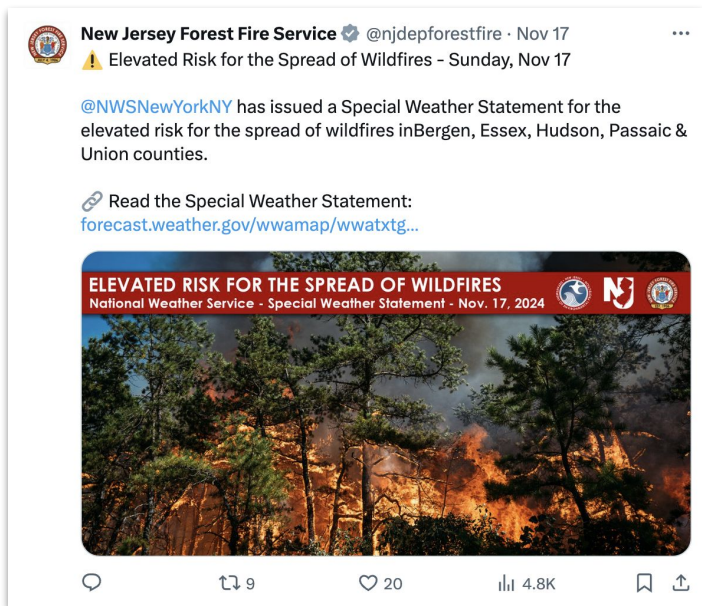 New Jersey Forest Fire Service @njdepforestfire · Nov 17
⚠️ Elevated Risk for the Spread of Wildfires - Sunday, Nov 17
@NWSNewYorkNY has issued a Special Weather Statement for the
elevated risk for the spread of wildfires inBergen, Essex, Hudson, Passaic &
Union counties.
🔗 Read the Special Weather Statement:
forecast.weather.gov/wwamap/wwatxtg...
ELEVATED RISK FOR THE SPREAD OF WILDFIRES
National Weather Service - Special Weather Statement - Nov. 17, 2024
NJ
9
20
4.8K